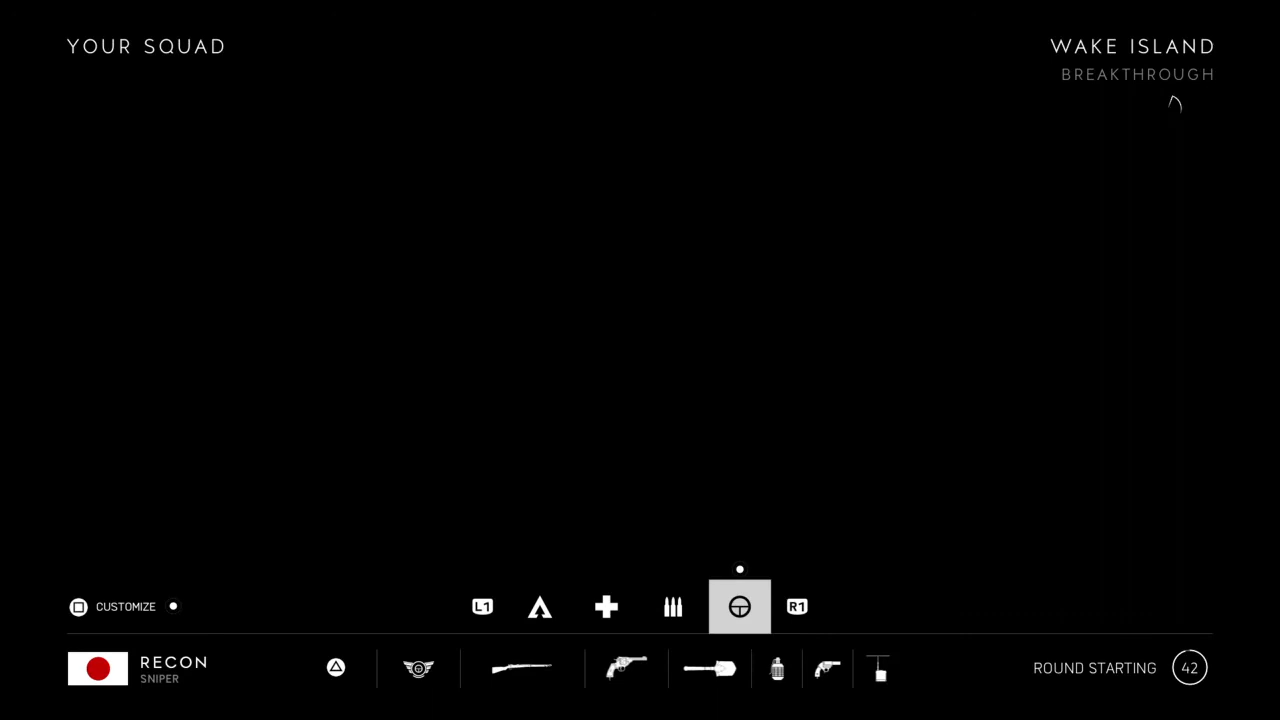 YOUR SQUAD
WAKE ISLAND
BREAKTHROUGH
CUSTOMIZE
L1
R1
RECON
SNIPER
ROUND STARTING 42